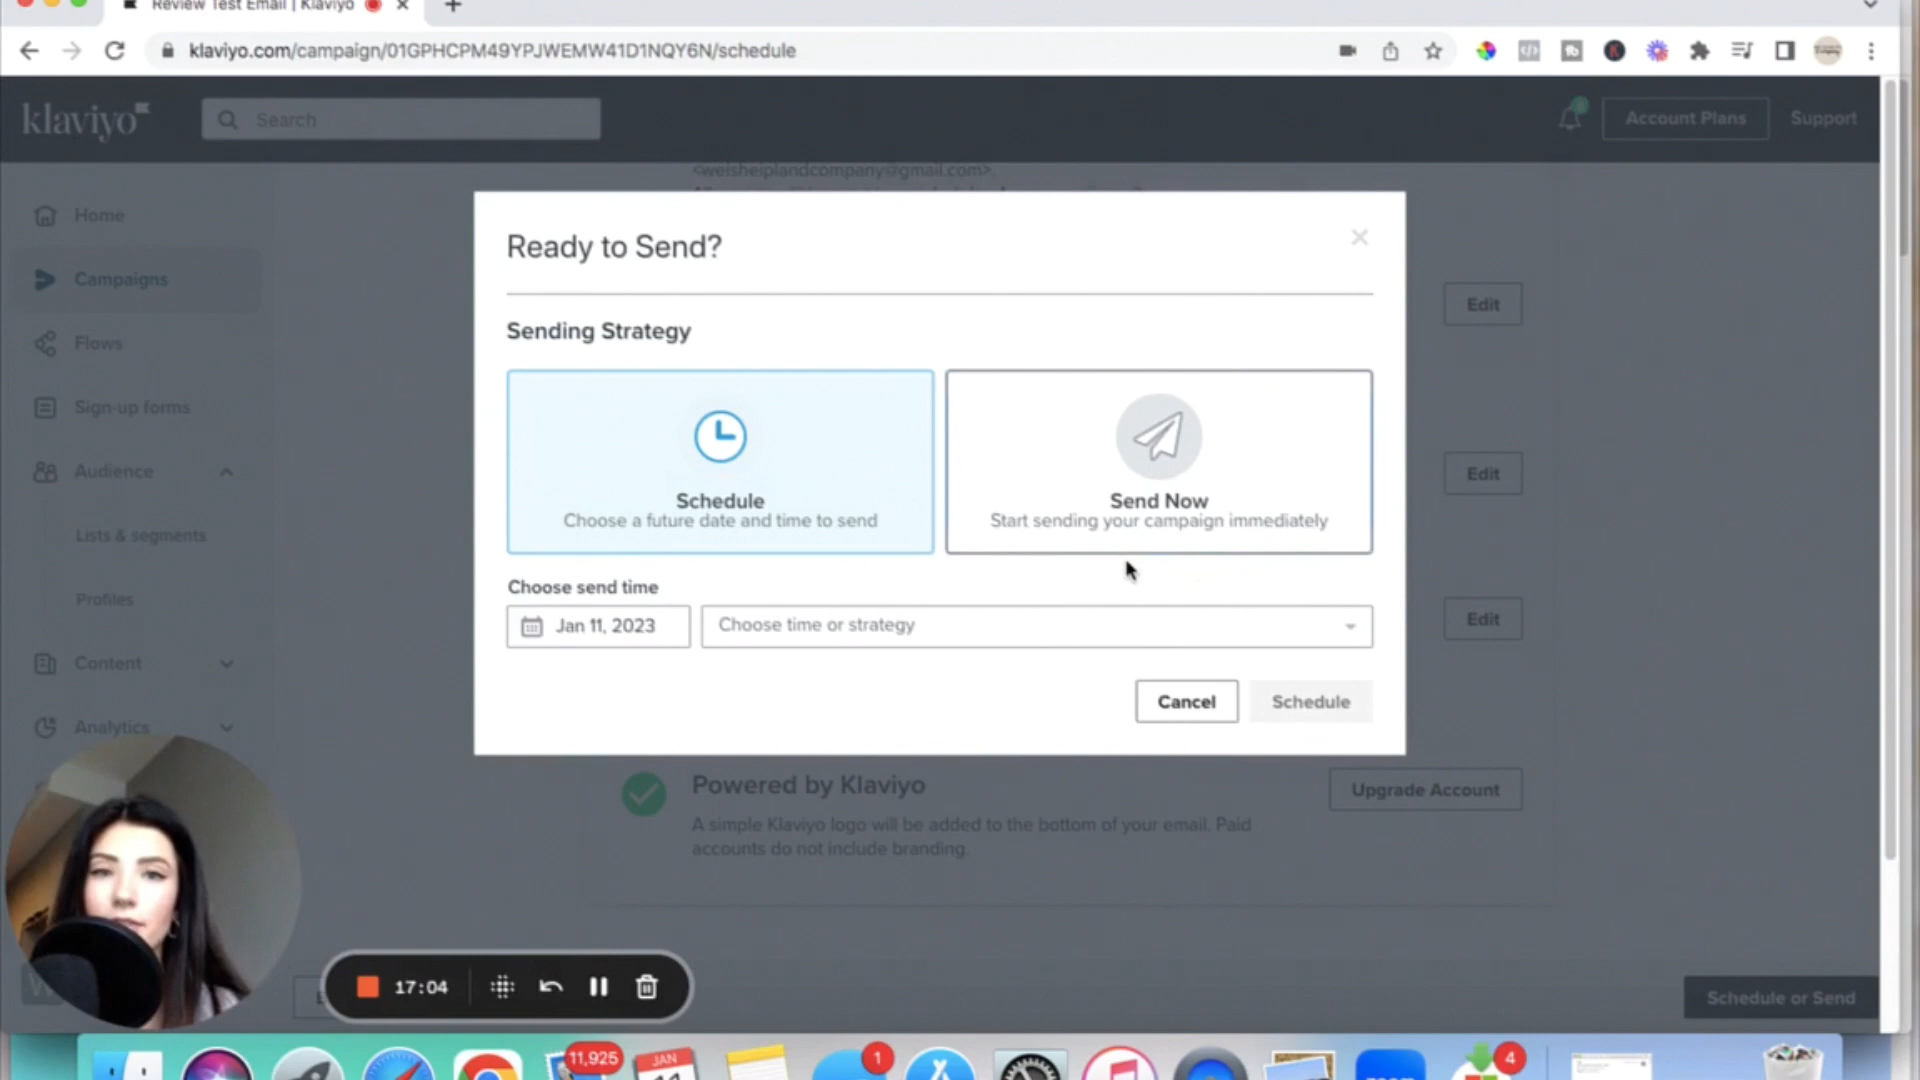 Review Test Email | Klaviyo
klaviyo.com/campaign/01GPHCPM49YPJWEMW41D1NQY6N/schedule
klaviyo
Search
Account Plans
Support
<welsheiplandcompany@gmail.com>
Home
Campaigns
Flows
Sign-up forms
Audience
Lists & segments
Profiles
Content
Analytics
Ready to Send?
Sending Strategy
Schedule
Choose a future date and time to send
Send Now
Start sending your campaign immediately
Choose send time
Jan 11, 2023
Choose time or strategy
Cancel
Schedule
Edit
Edit
Edit
Powered by Klaviyo
A simple Klaviyo logo will be added to the bottom of your email. Paid
accounts do not include branding.
Upgrade Account
17:04
Schedule or Send
11,925
JAN
1
4